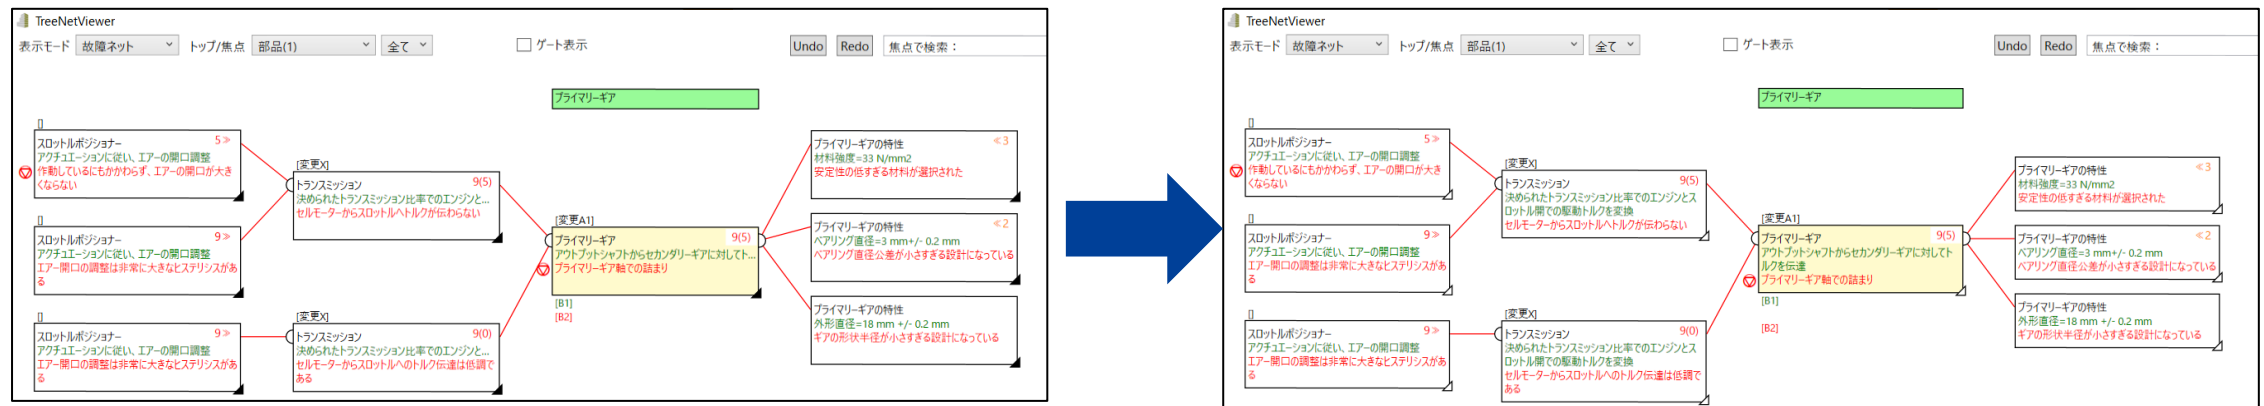 TreeNetViewer
表示モード 故障ネット トップ/焦点 部品(1) 全て ゲート表示 Undo Redo 焦点で検索：
プライマリーギア
[]
スロットルポジショナー 5≫
アクチュエーションに従い、エアーの開口調整
作動しているにもかかわらず、エアーの開口が大き
くならない
[]
スロットルポジショナー 9≫
アクチュエーションに従い、エアーの開口調整
エアー開口の調整は非常に大きなヒステリシスがあ
る
[]
スロットルポジショナー 9≫
アクチュエーションに従い、エアーの開口調整
エアー開口の調整は非常に大きなヒステリシスがあ
る
[変更X]
トランスミッション 9(5)
決められたトランスミッション比率でのエンジンと...
セルモーターからスロットルへトルクが伝わらない
[変更X]
トランスミッション 9(0)
決められたトランスミッション比率でのエンジンと...
セルモーターからスロットルへのトルク伝達は低調で
ある
[変更A1]
プライマリーギア 9(5)
アウトプットシャフトからセカンダリーギアに対してト...
プライマリーギア軸での詰まり
[B1]
[B2]
プライマリーギアの特性 ≪3
材料強度=33 N/mm2
安定性の低すぎる材料が選択された
プライマリーギアの特性 ≪2
ベアリング直径=3 mm+/- 0.2 mm
ベアリング直径公差が小さすぎる設計になっている
プライマリーギアの特性
外形直径=18 mm +/- 0.2 mm
ギアの形状半径が小さすぎる設計になっている
TreeNetViewer
表示モード 故障ネット トップ/焦点 部品(1) 全て ゲート表示 Undo Redo 焦点で検索：
プライマリーギア
[]
スロットルポジショナー 5≫
アクチュエーションに従い、エアーの開口調整
作動しているにもかかわらず、エアーの開口が大き
くならない
[]
スロットルポジショナー 9≫
アクチュエーションに従い、エアーの開口調整
エアー開口の調整は非常に大きなヒステリシスがあ
る
[]
スロットルポジショナー 9≫
アクチュエーションに従い、エアーの開口調整
エアー開口の調整は非常に大きなヒステリシスがあ
る
[変更X]
トランスミッション 9(5)
決められたトランスミッション比率でのエンジンとス
ロットル開での駆動トルクを変換
セルモーターからスロットルへトルクが伝わらない
[変更X]
トランスミッション 9(0)
決められたトランスミッション比率でのエンジンとス
ロットル開での駆動トルクを変換
セルモーターからスロットルへのトルク伝達は低調で
ある
[変更A1]
プライマリーギア 9(5)
アウトプットシャフトからセカンダリーギアに対してト
ルクを伝達
プライマリーギア軸での詰まり
[B1]
[B2]
プライマリーギアの特性 ≪3
材料強度=33 N/mm2
安定性の低すぎる材料が選択された
プライマリーギアの特性 ≪2
ベアリング直径=3 mm+/- 0.2 mm
ベアリング直径公差が小さすぎる設計になっている
プライマリーギアの特性
外形直径=18 mm +/- 0.2 mm
ギアの形状半径が小さすぎる設計になっている